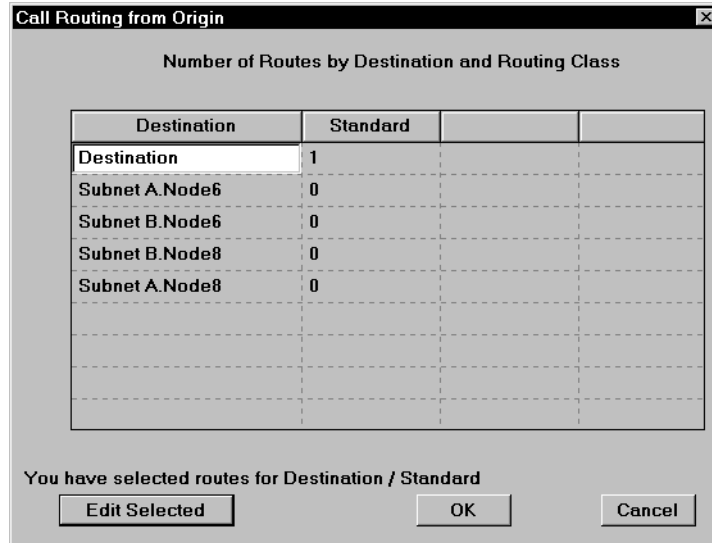 Call Routing from Origin
Number of Routes by Destination and Routing Class
Destination Standard
Destination 1
Subnet A.Node6 0
Subnet B.Node6 0
Subnet B.Node8 0
Subnet A.Node8 0
You have selected routes for Destination / Standard
Edit Selected OK Cancel